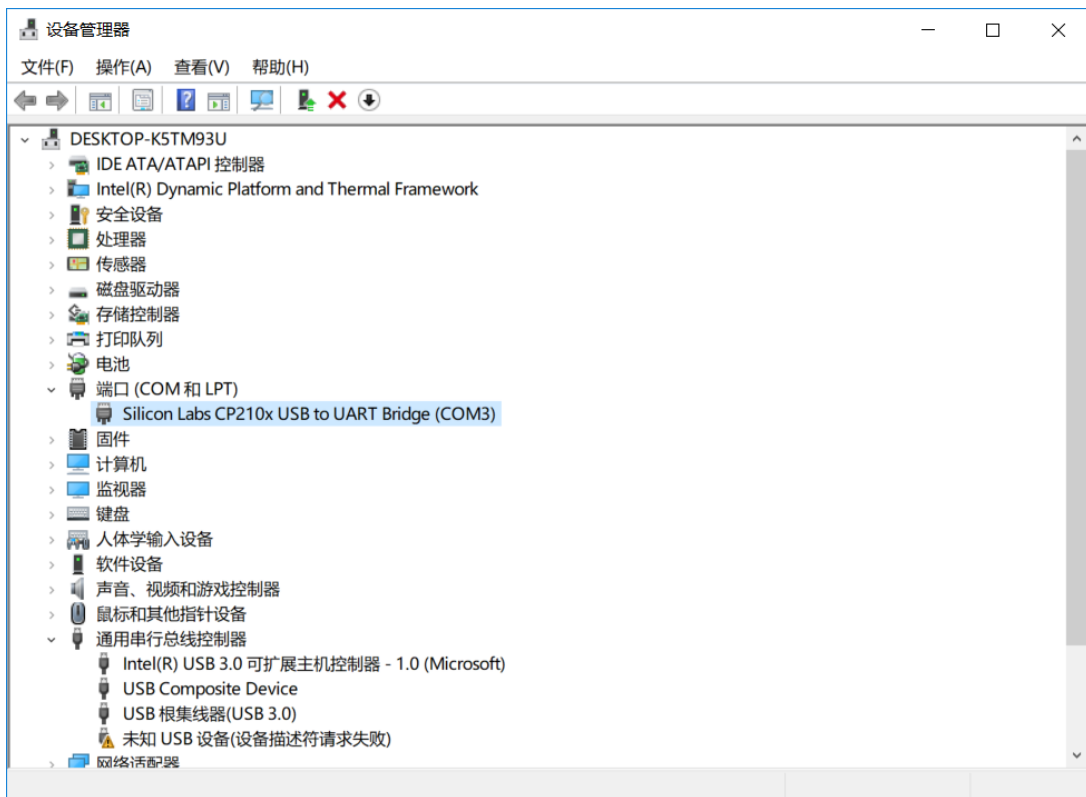 设备管理器
文件(F) 操作(A) 查看(V) 帮助(H)
DESKTOP-K5TM93U
IDE ATA/ATAPI 控制器
Intel(R) Dynamic Platform and Thermal Framework
安全设备
处理器
传感器
磁盘驱动器
存储控制器
打印队列
电池
端口 (COM 和 LPT)
Silicon Labs CP210x USB to UART Bridge (COM3)
固件
计算机
监视器
键盘
人体学输入设备
软件设备
声音、视频和游戏控制器
鼠标和其他指针设备
通用串行总线控制器
Intel(R) USB 3.0 可扩展主机控制器 - 1.0 (Microsoft)
USB Composite Device
USB 根集线器(USB 3.0)
未知 USB 设备(设备描述符请求失败)
网络适配器